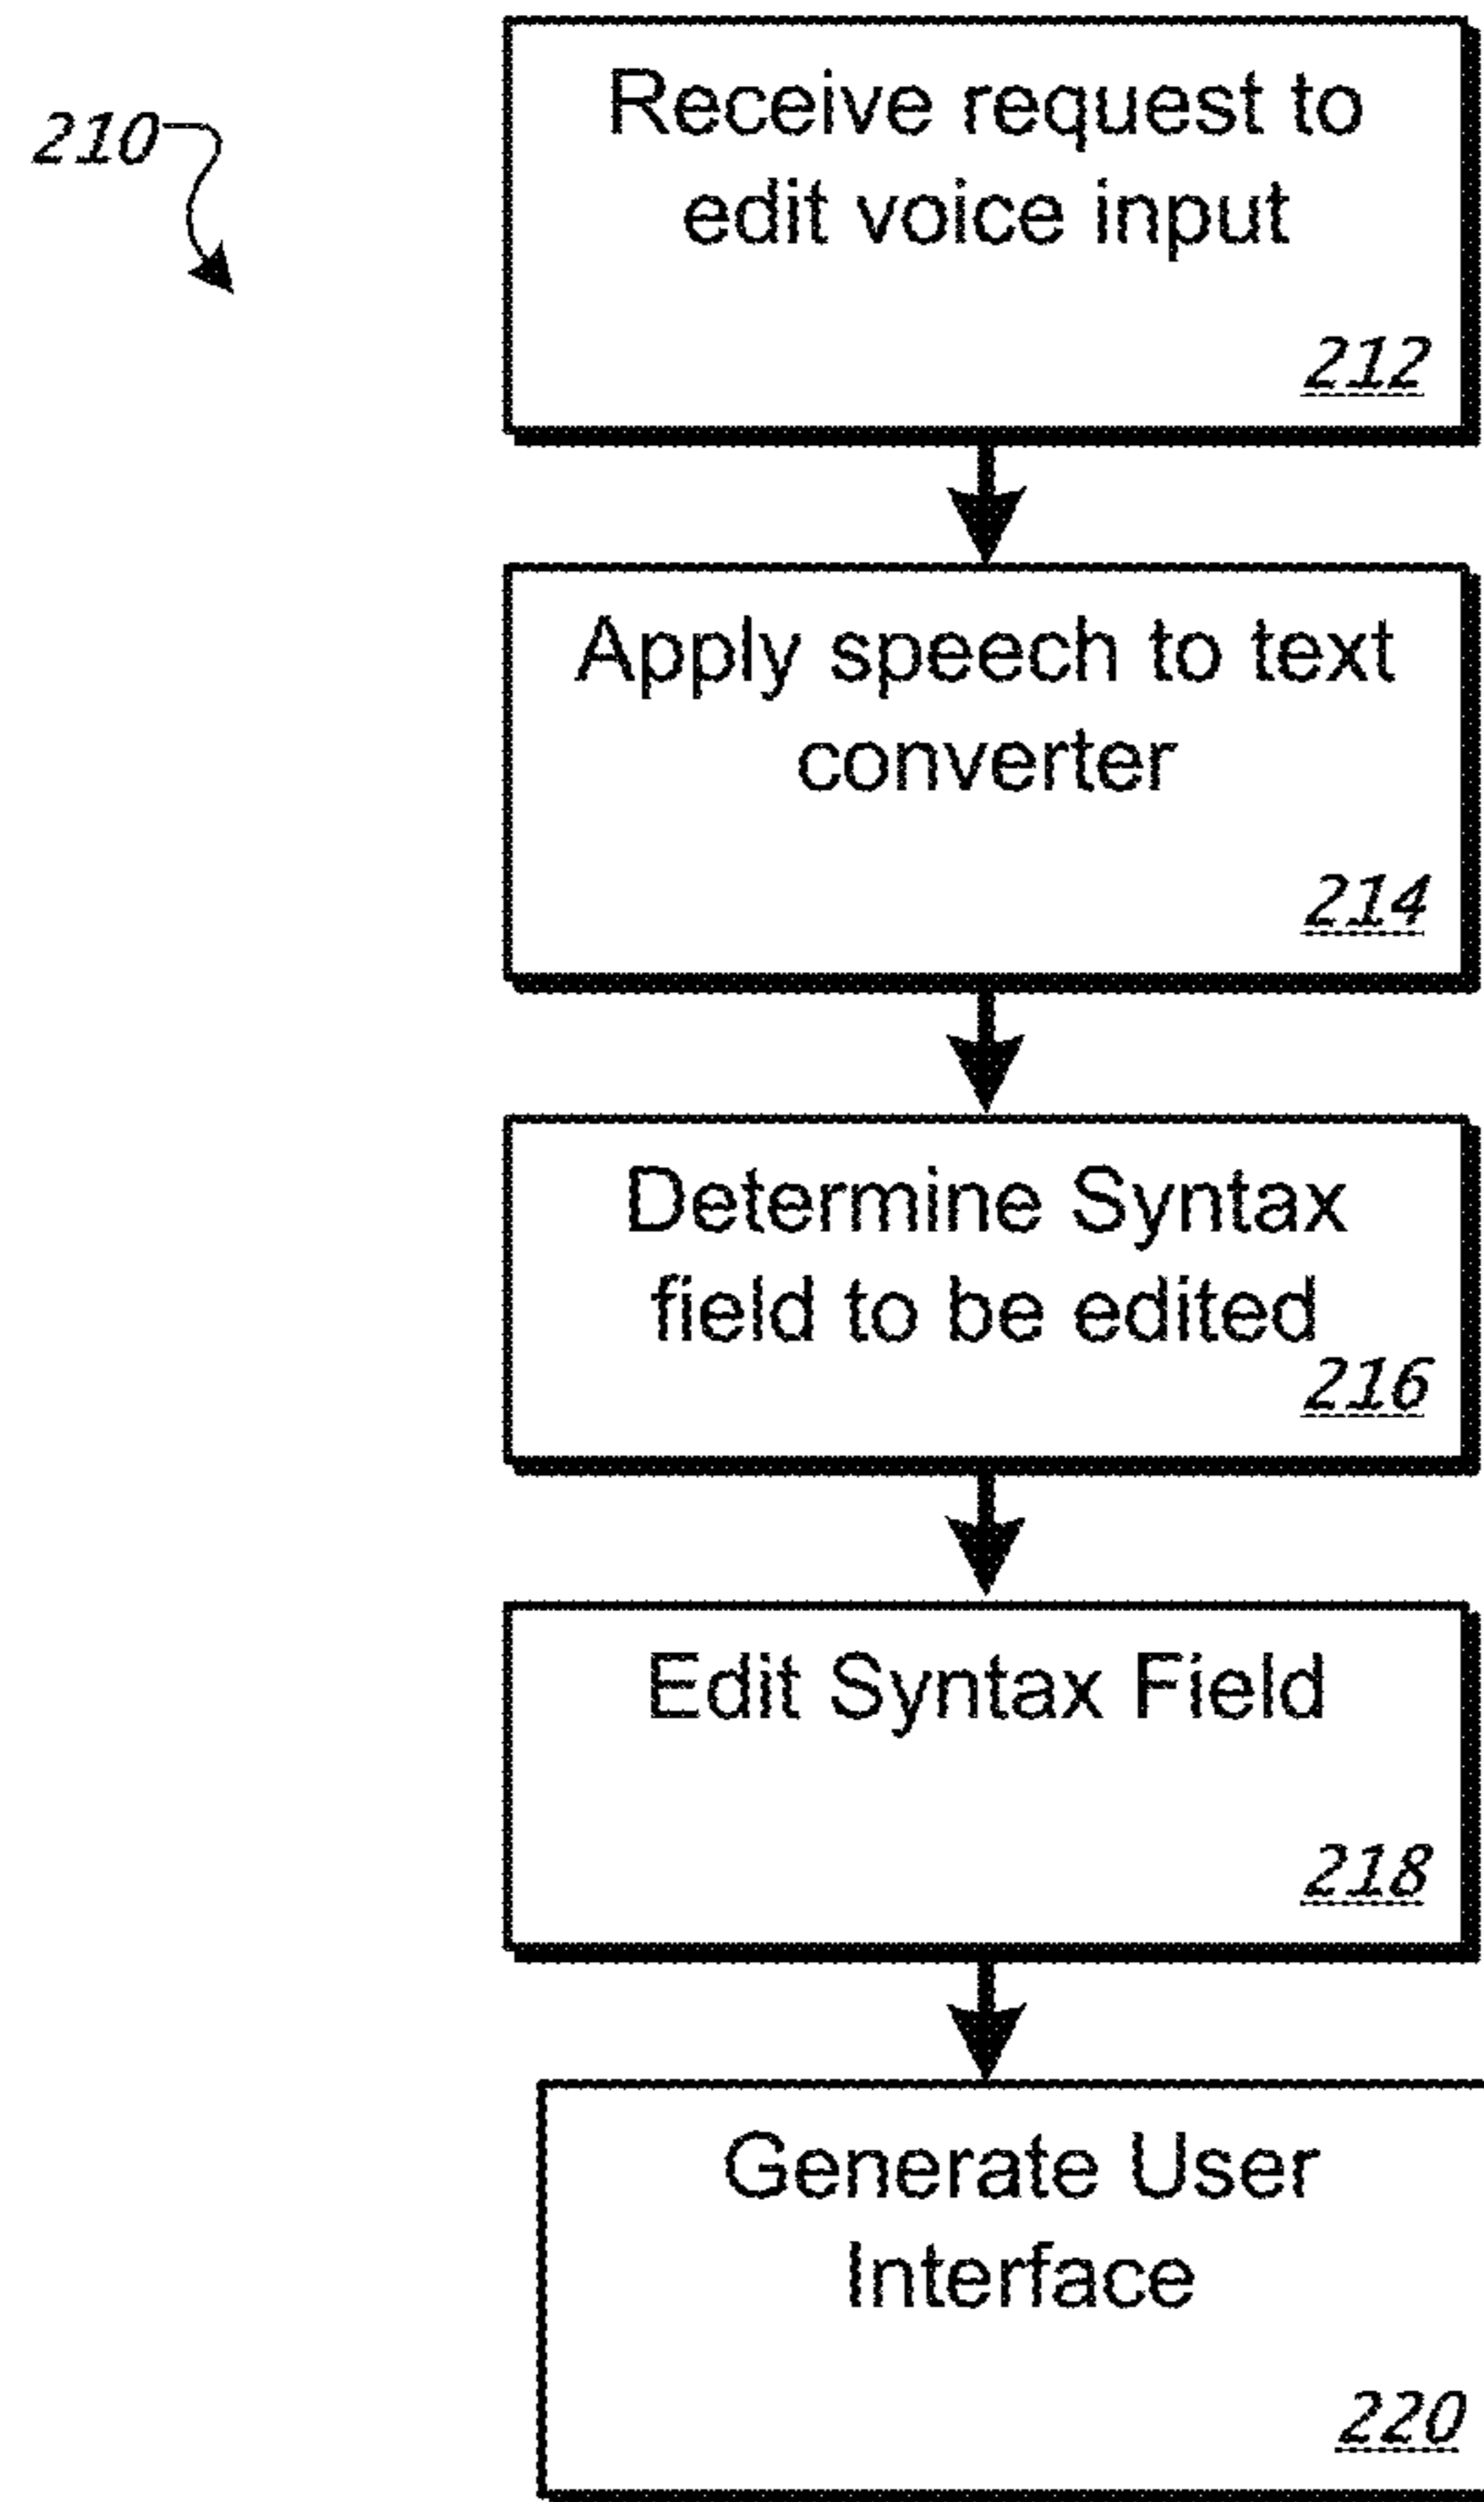 210
Receive request to
edit voice input
212
Apply speech to text
converter
214
Determine Syntax
field to be edited
216
Edit Syntax Field
218
Generate User
Interface
220